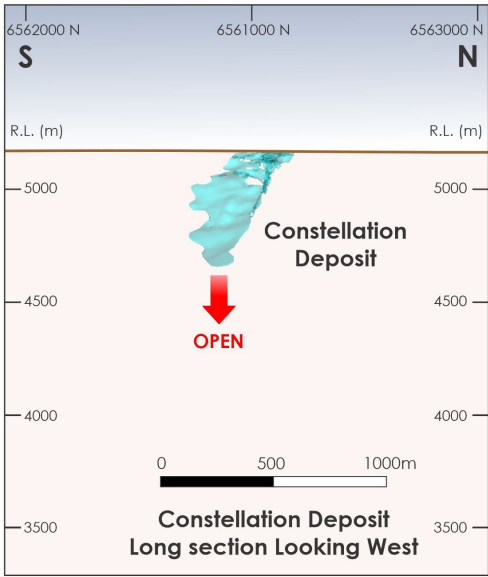 6562000 N 6561000 N 6563000 N
S N
R.L. (m) R.L. (m)
5000 5000
Constellation
Deposit
4500 4500
OPEN
4000 4000
0 500 1000m
Constellation Deposit
3500 3500
Long section Looking West